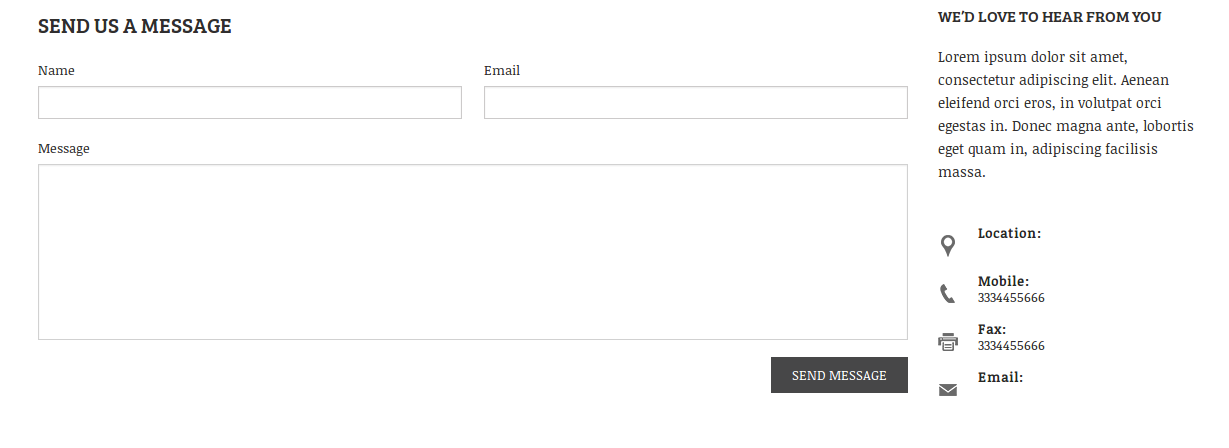 SEND US A MESSAGE
Name
Email
Message
SEND MESSAGE
WE’D LOVE TO HEAR FROM YOU
Lorem ipsum dolor sit amet,
consectetur adipiscing elit. Aenean
eleifend orci eros, in volutpat orci
egestas in. Donec magna ante, lobortis
eget quam in, adipiscing facilisis
massa.
Location:
Mobile:
3334455666
Fax:
3334455666
Email: